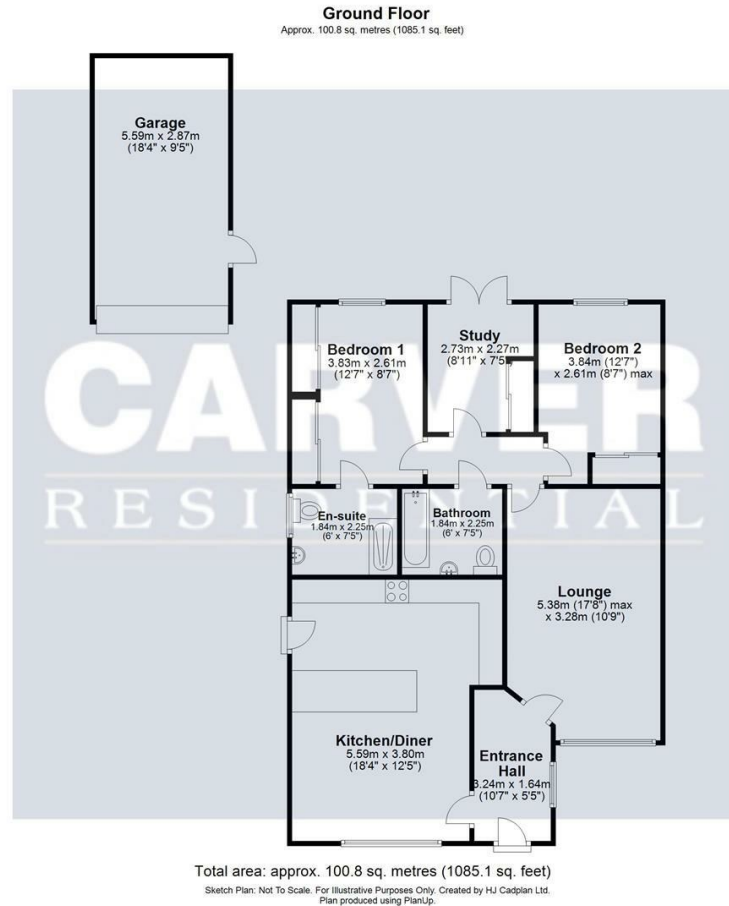 Ground Floor
Approx. 100.8 sq. metres (1085.1 sq. feet)
Garage
5.59m x 2.87m
(18'4" x 9'5")
Bedroom 1
3.83m x 2.61m
(12'7" x 8'7")
Study
2.73m x 2.27m
(8'11" x 7'5"
Bedroom 2
3.84m (12'7")
x 2.61m (8'7") max
CARVER
RESIDENTIAL
En-suite
1.84m x 2.25m
(6' x 7'5")
Bathroom
1.84m x 2.25m
(6' x 7'5")
Lounge
5.38m (17'8") max
x 3.28m (10'9")
Kitchen/Diner
5.59m x 3.80m
(18'4" x 12'5")
Entrance
Hall
3.24m x 1.64m
(10'7" x 5'5")
Total area: approx. 100.8 sq. metres (1085.1 sq. feet)
Sketch Plan: Not To Scale. For Illustrative Purposes Only. Created by HJ Cadplan Ltd.
Plan produced using PlanUp.